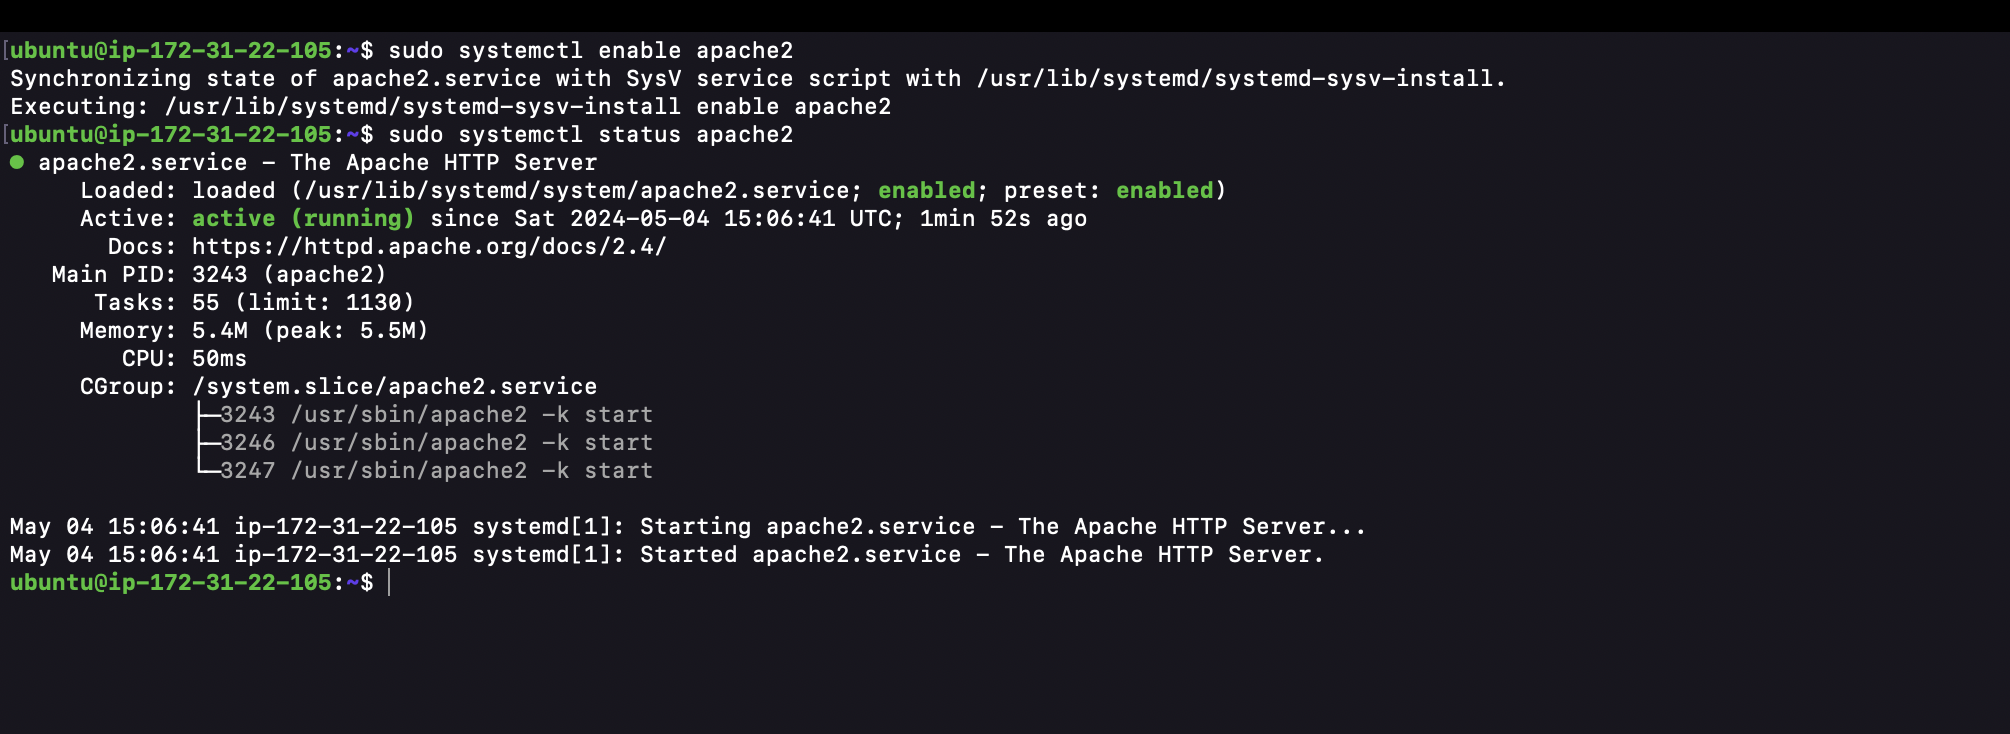 [ubuntu@ip-172-31-22-105:~$ sudo systemctl enable apache2
Synchronizing state of apache2.service with SysV service script with /usr/lib/systemd/systemd-sysv-install.
Executing: /usr/lib/systemd/systemd-sysv-install enable apache2
[ubuntu@ip-172-31-22-105:~$ sudo systemctl status apache2
● apache2.service - The Apache HTTP Server
     Loaded: loaded (/usr/lib/systemd/system/apache2.service; enabled; preset: enabled)
     Active: active (running) since Sat 2024-05-04 15:06:41 UTC; 1min 52s ago
       Docs: https://httpd.apache.org/docs/2.4/
   Main PID: 3243 (apache2)
      Tasks: 55 (limit: 1130)
     Memory: 5.4M (peak: 5.5M)
        CPU: 50ms
     CGroup: /system.slice/apache2.service
             ├─3243 /usr/sbin/apache2 -k start
             ├─3246 /usr/sbin/apache2 -k start
             └─3247 /usr/sbin/apache2 -k start
May 04 15:06:41 ip-172-31-22-105 systemd[1]: Starting apache2.service - The Apache HTTP Server...
May 04 15:06:41 ip-172-31-22-105 systemd[1]: Started apache2.service - The Apache HTTP Server.
ubuntu@ip-172-31-22-105:~$